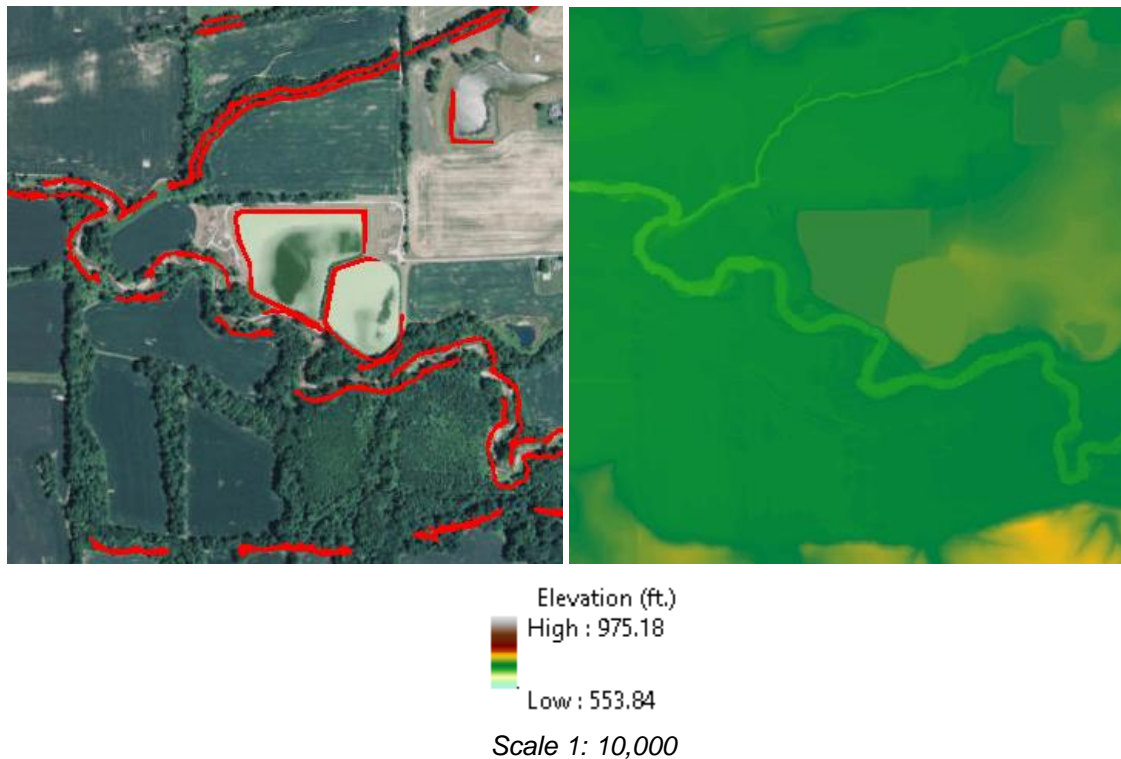 Elevation (ft.)
High : 975.18
Low : 553.84
Scale 1: 10,000